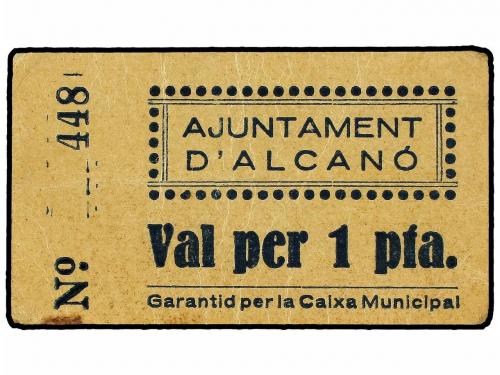 Nº 448
AJUNTAMENT
D'ALCANÓ
Val per 1 pta.
Garantid per la Caixa Municipal